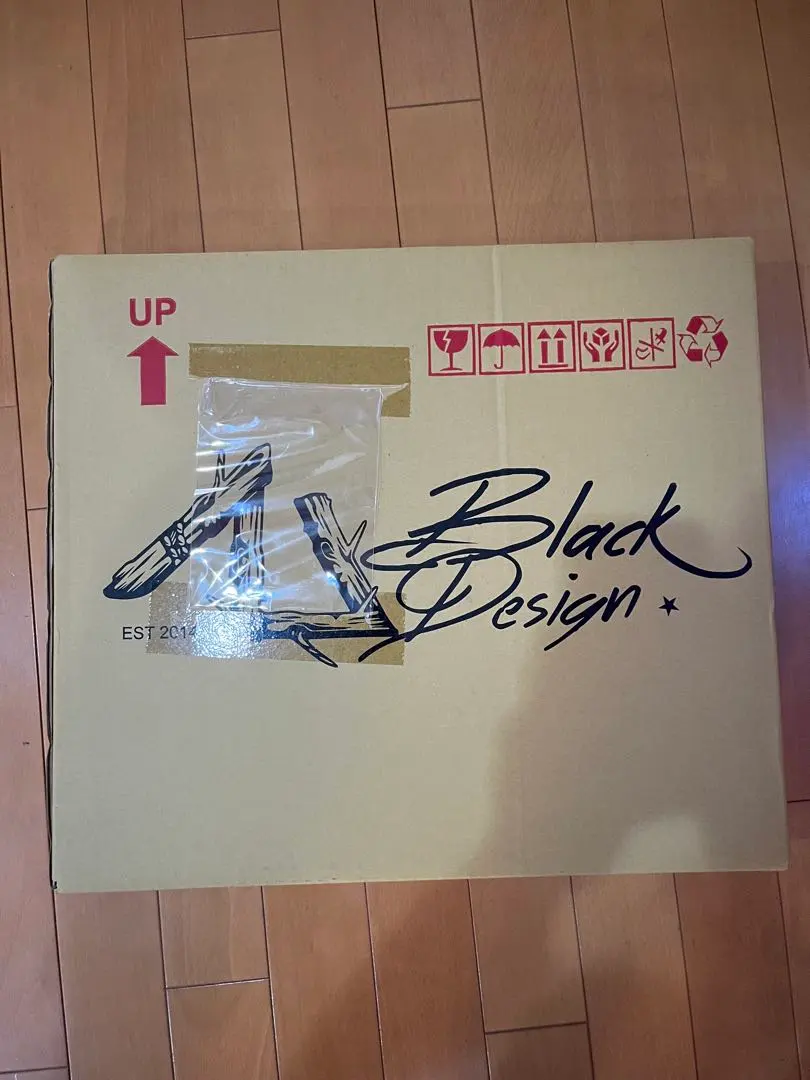 UP
Black
Design
EST 2014